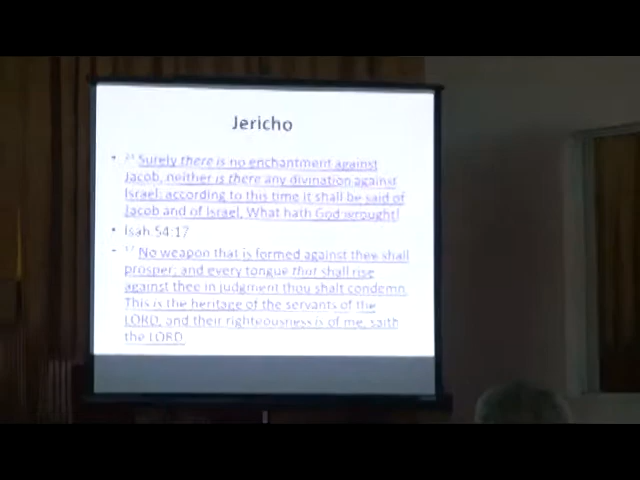 Jericho
• 23 Surely there is no enchantment against
Jacob, neither is there any divination against
Israel: according to this time it shall be said of
Jacob and of Israel, What hath God wrought!
• Isah 54:17
• 17 No weapon that is formed against thee shall
prosper; and every tongue that shall rise
against thee in judgment thou shalt condemn.
This is the heritage of the servants of the
LORD, and their righteousness is of me, saith
the LORD.